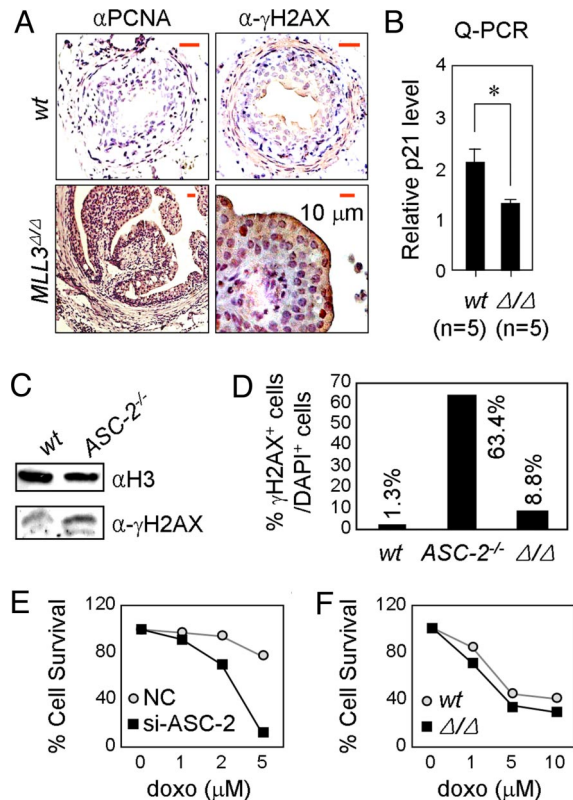 A
αPCNA
α-γH2AX
wt
MLL3Δ/Δ
10 μm
B
Q-PCR
Relative p21 level
4
3
2
1
0
*
wt Δ/Δ
(n=5) (n=5)
C
wt
ASC-2-/-
αH3
α-γH2AX
D
% γH2AX+ cells
/DAPI+ cells
70
60
50
40
30
20
10
0
1.3%
63.4%
8.8%
wt ASC-2-/- Δ/Δ
E
% Cell Survival
120
80
40
0
NC
si-ASC-2
0 1 2 5
doxo (μM)
F
% Cell Survival
120
80
40
0
wt
Δ/Δ
0 1 5 10
doxo (μM)